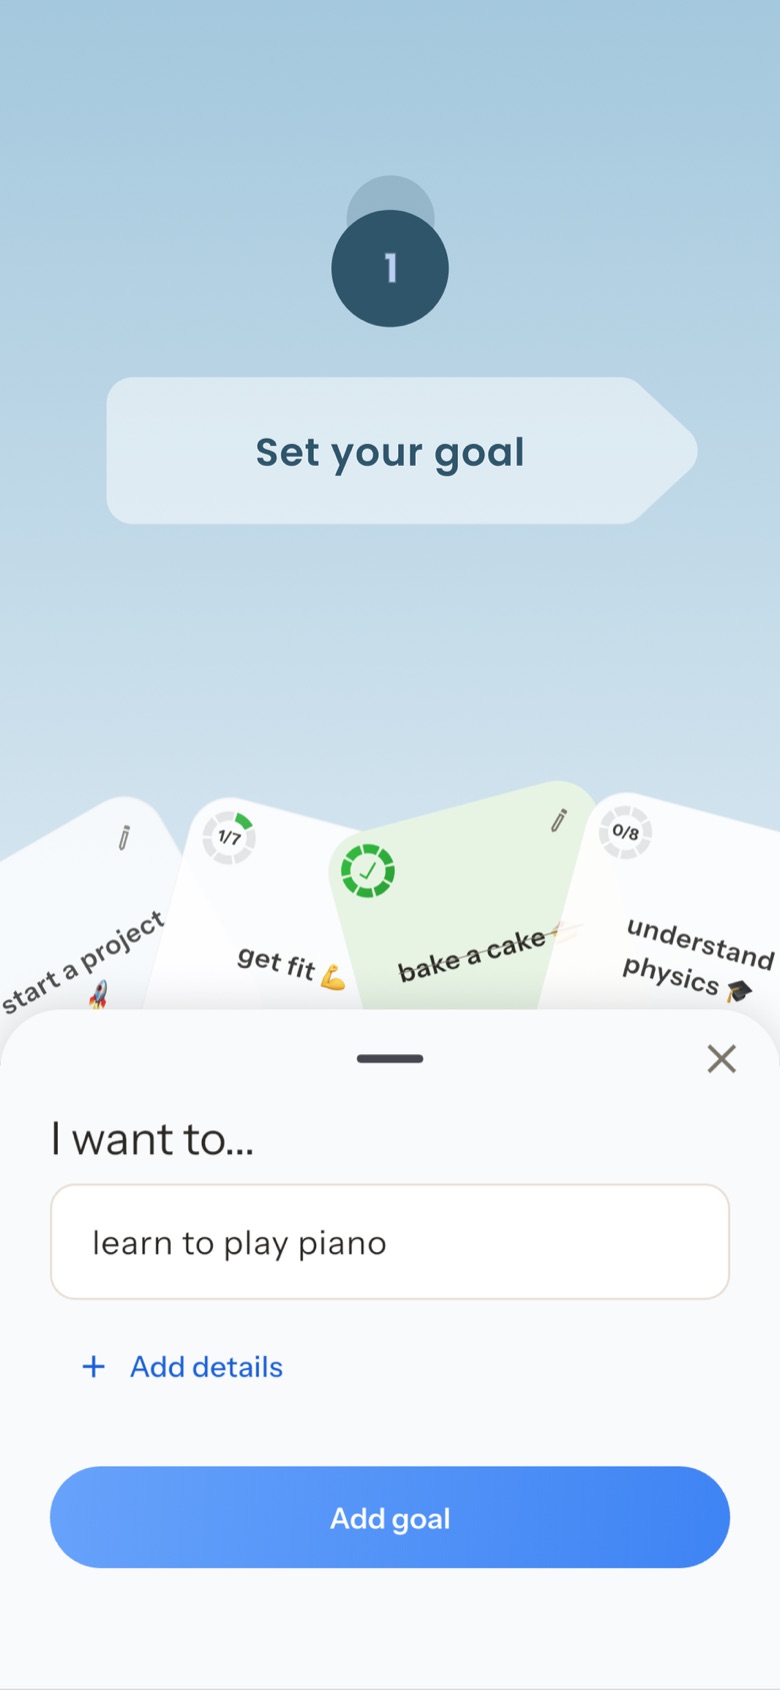 1
Set your goal
1/7
0/8
start a project 🚀
get fit 💪
bake a cake
understand
physics 🎓
I want to...
learn to play piano
+ Add details
Add goal